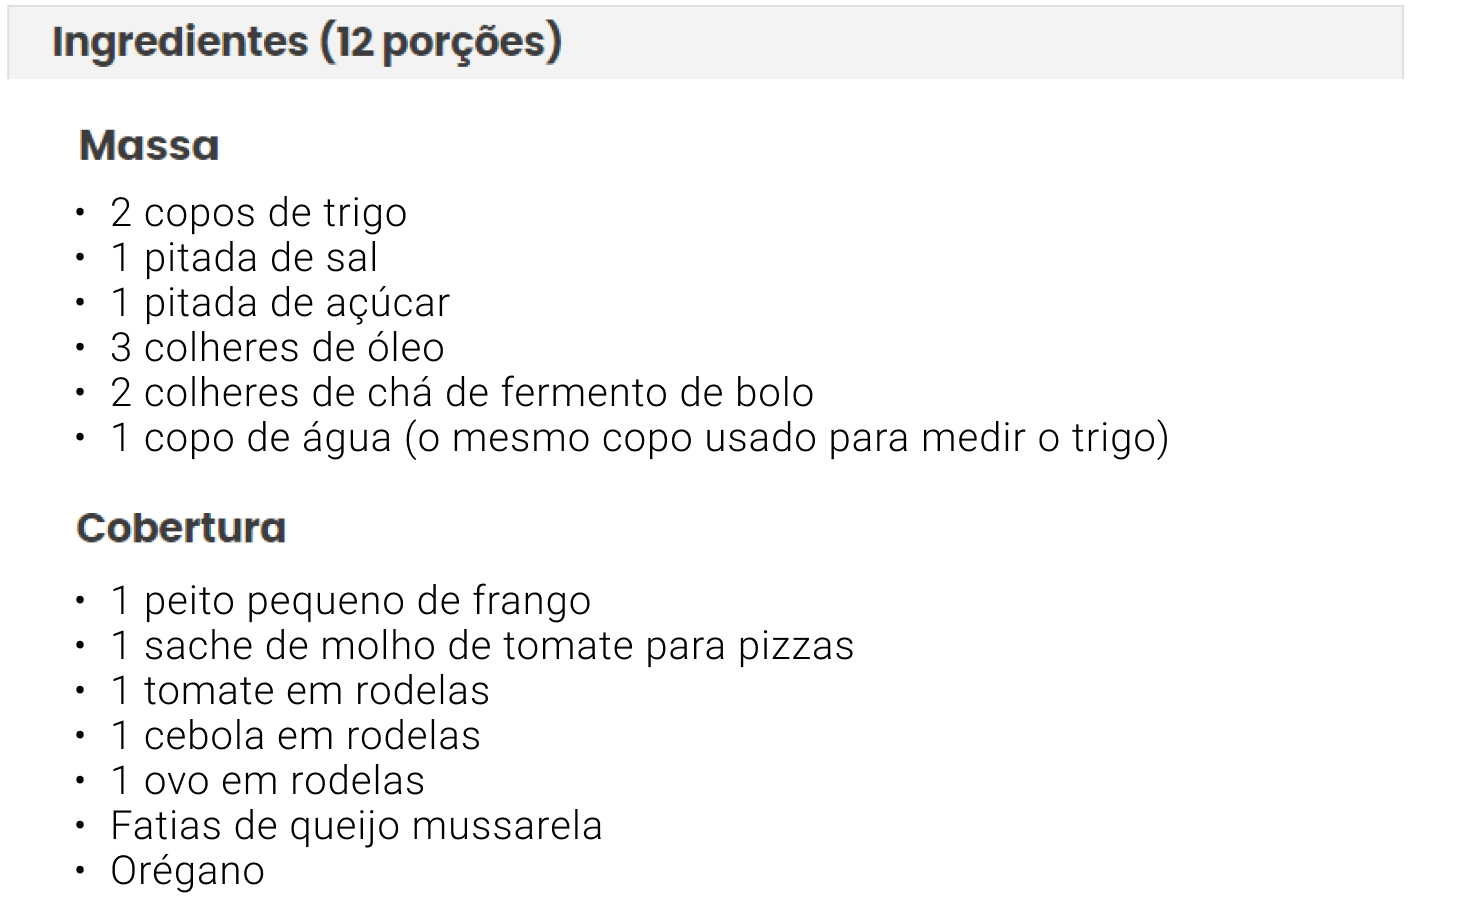 Ingredientes (12 porções)
Massa
• 2 copos de trigo
• 1 pitada de sal
• 1 pitada de açúcar
• 3 colheres de óleo
• 2 colheres de chá de fermento de bolo
• 1 copo de água (o mesmo copo usado para medir o trigo)
Cobertura
• 1 peito pequeno de frango
• 1 sache de molho de tomate para pizzas
• 1 tomate em rodelas
• 1 cebola em rodelas
• 1 ovo em rodelas
• Fatias de queijo mussarela
• Orégano